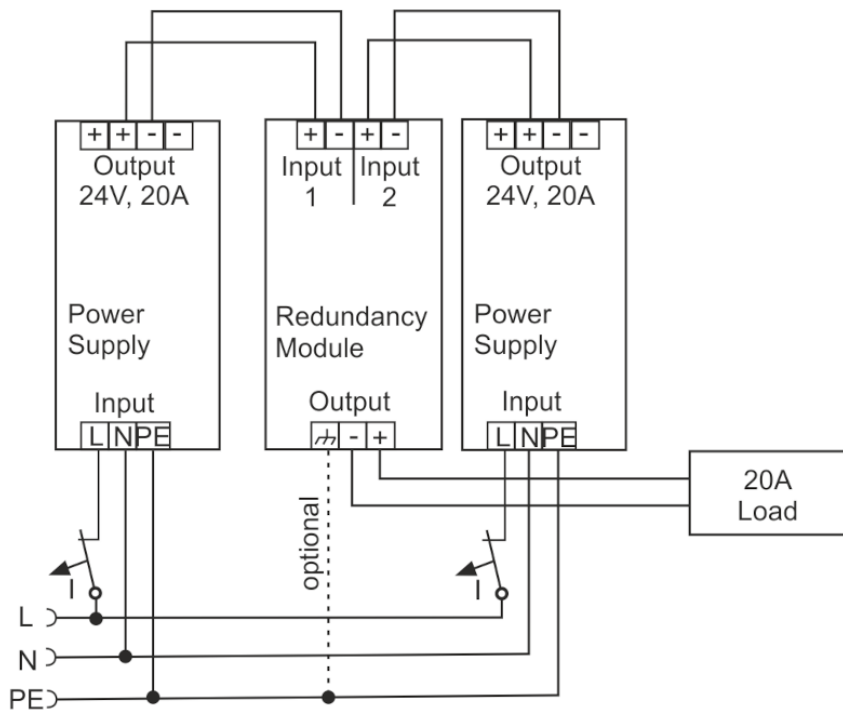 + + - -
Output
24V, 20A
Power
Supply
Input
L N PE
+ - + -
Input
1
Input
2
Redundancy
Module
Output
- +
+ + - -
Output
24V, 20A
Power
Supply
Input
L N PE
20A
Load
optional
I
I
L
N
PE